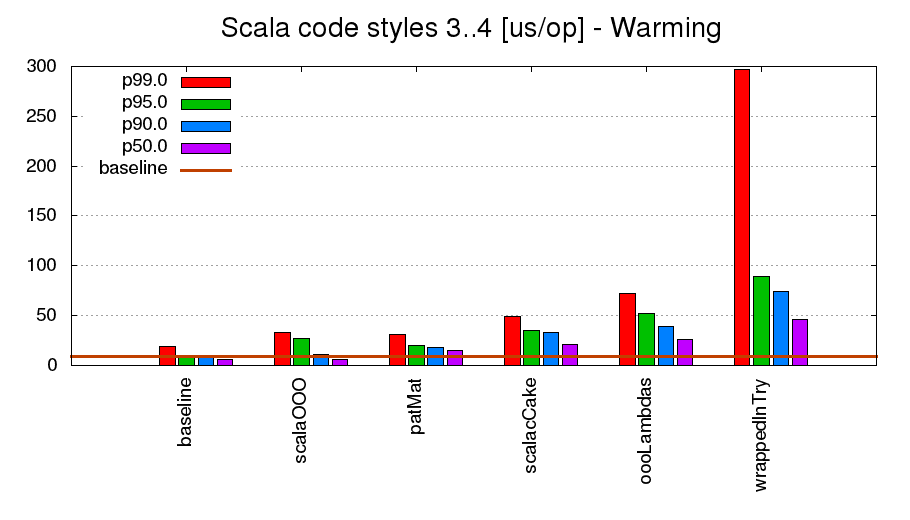 Scala code styles 3..4 [us/op] - Warming
300
250
200
150
100
50
0
p99.0
p95.0
p90.0
p50.0
baseline
baseline
scalaOOO
patMat
scalacCake
oooLambdas
wrappedInTry